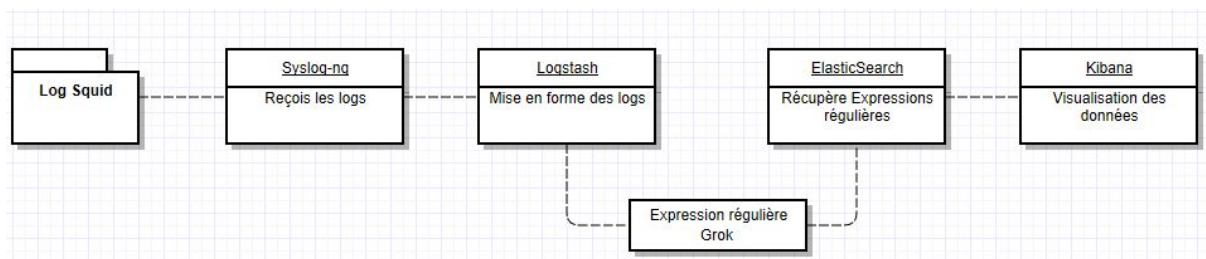 Log Squid
Syslog-ng
Reçois les logs
Logstash
Mise en forme des logs
ElasticSearch
Récupère Expressions
régulières
Kibana
Visualisation des
données
Expression régulière
Grok